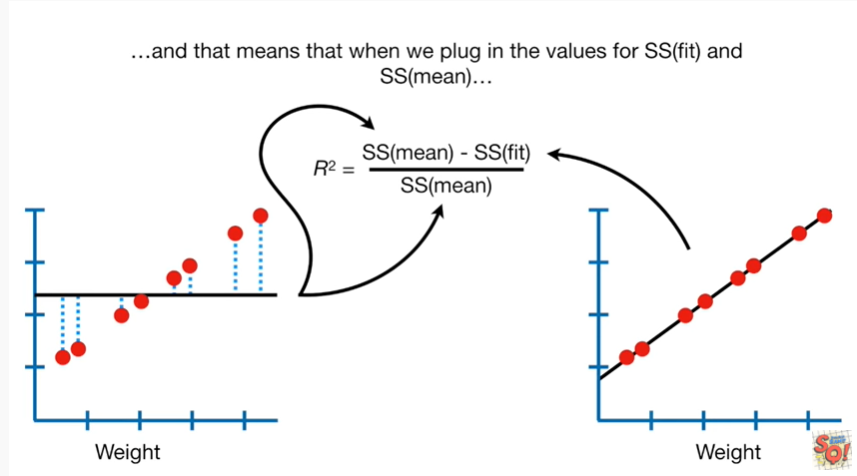 …and that means that when we plug in the values for SS(fit) and
SS(mean)…
R² =
SS(mean) - SS(fit)
SS(mean)
Weight
Weight